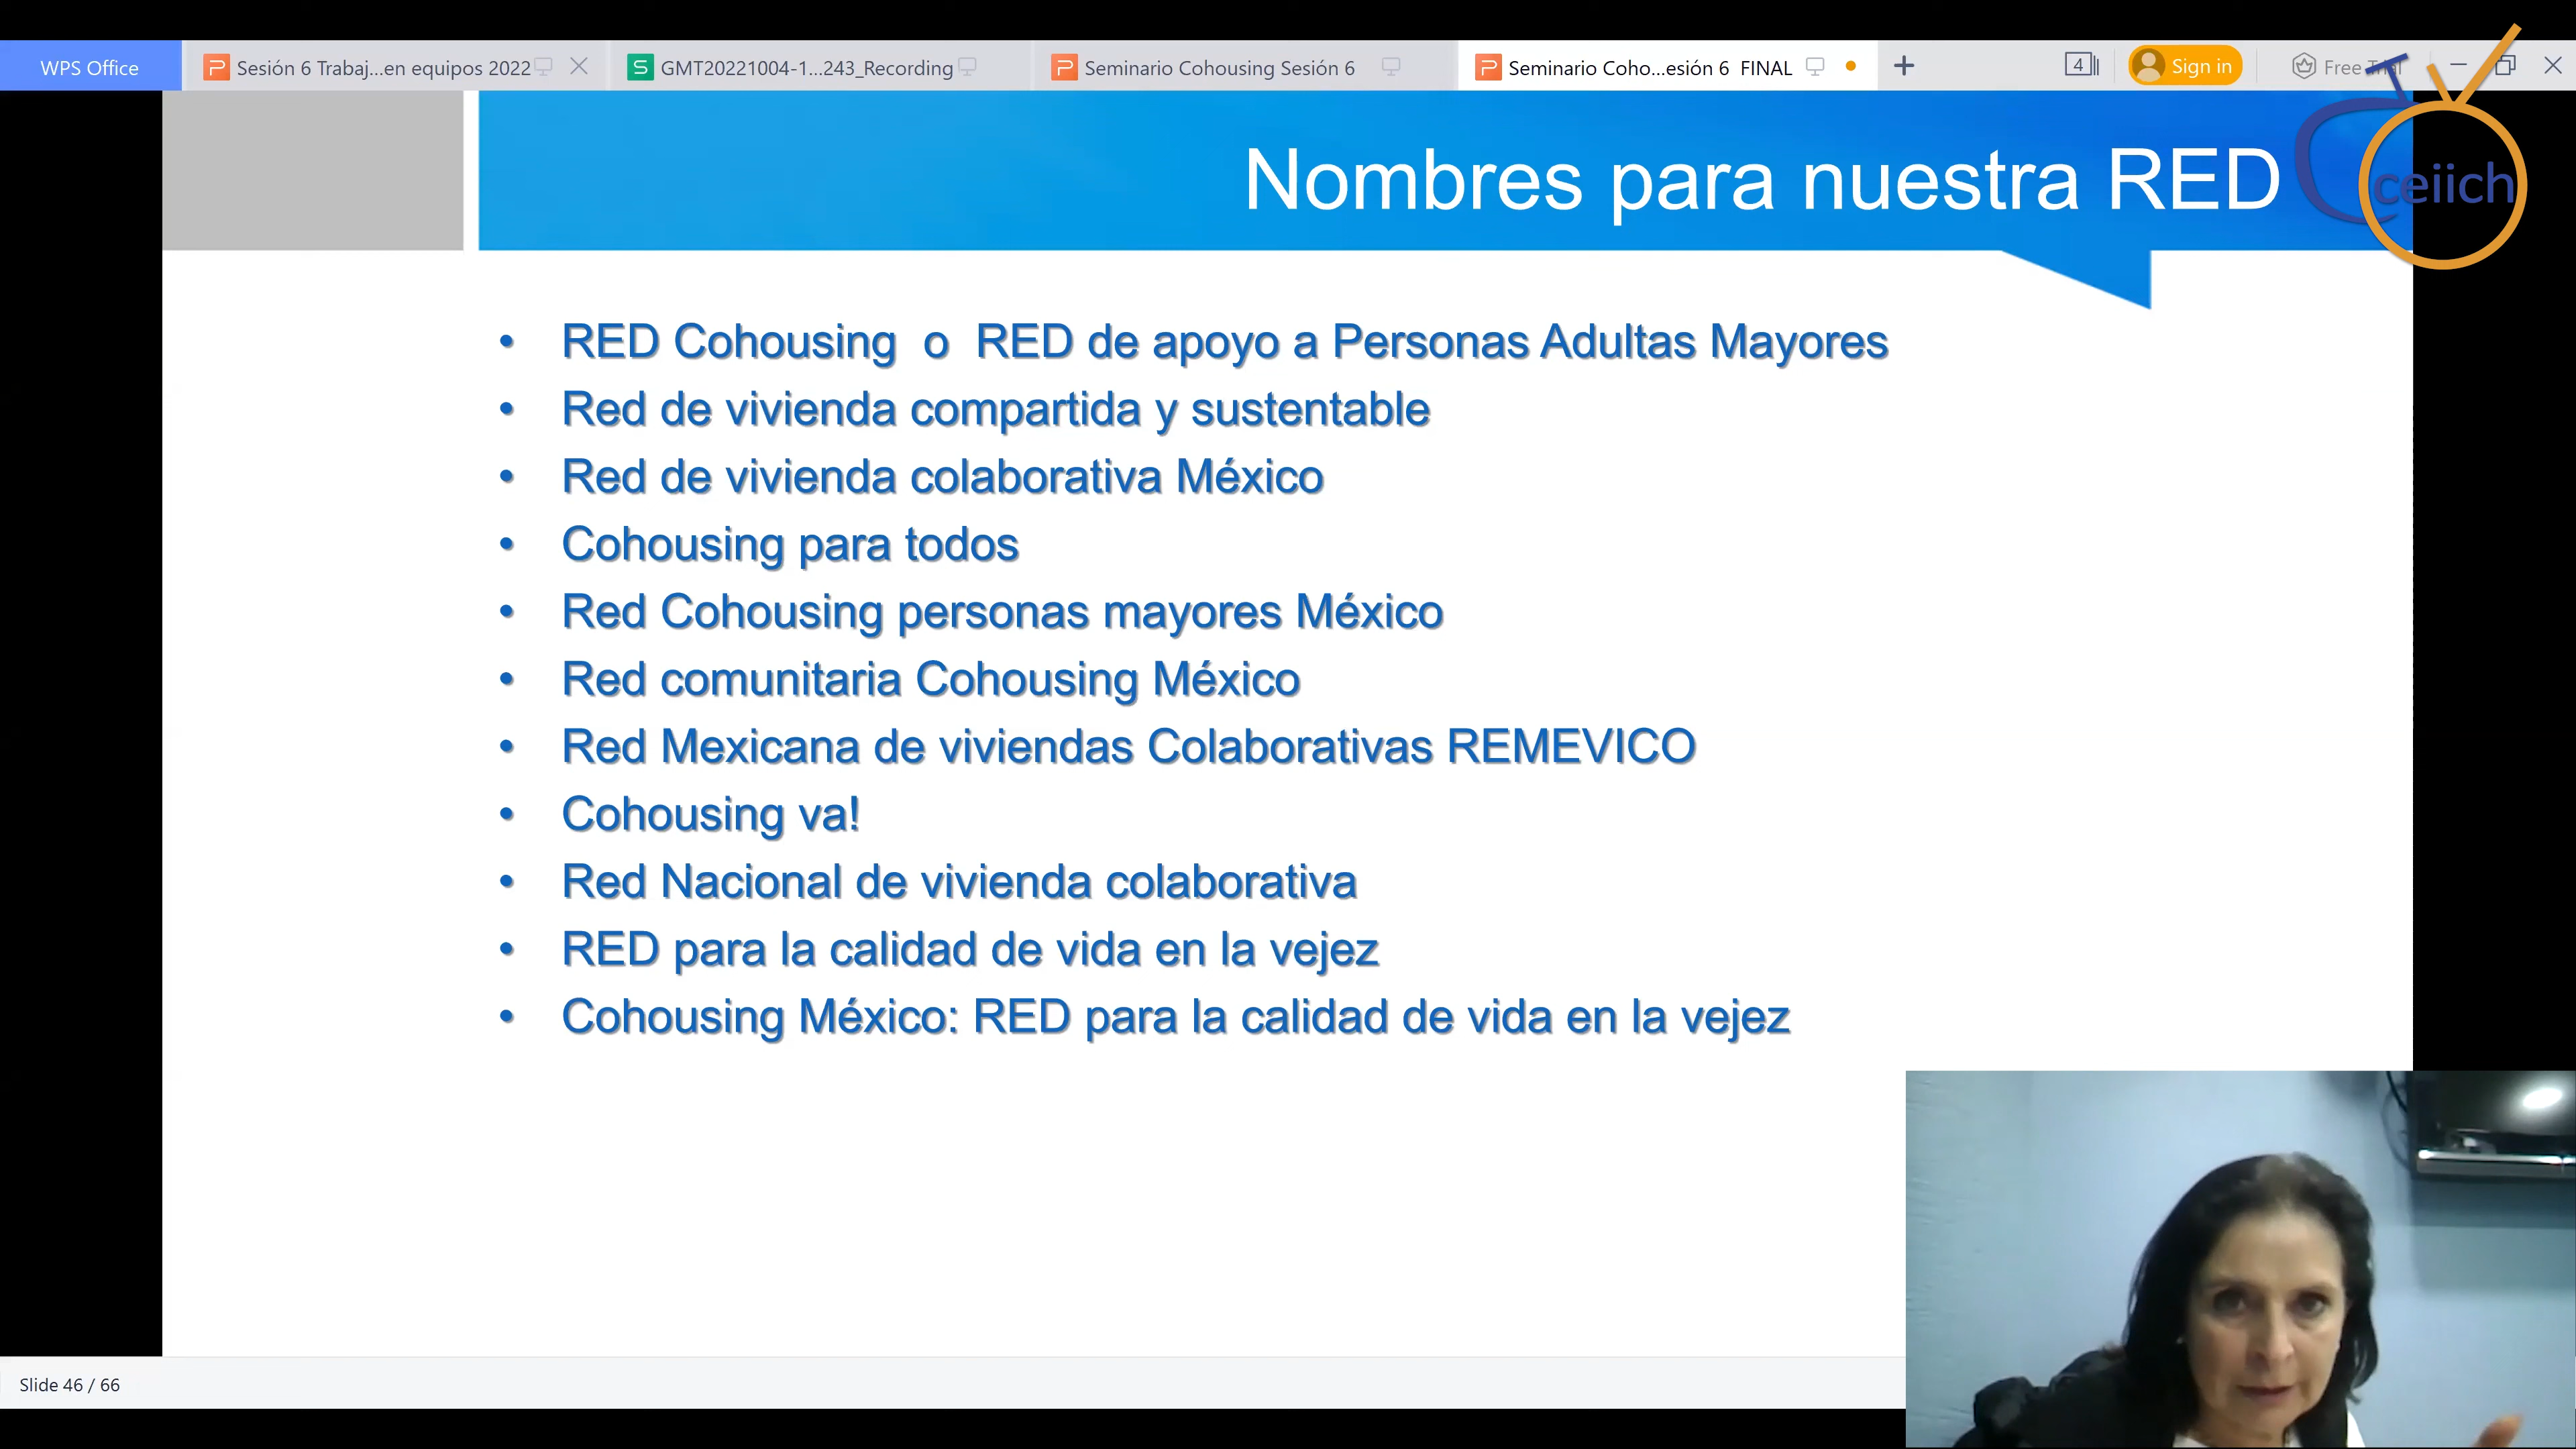 WPS Office
Sesión 6 Trabaj...en equipos 2022
GMT20221004-1...243_Recording
Seminario Cohousing Sesión 6
Seminario Coho...esión 6 FINAL
4
Sign in
Free Trial
ceiich
Nombres para nuestra RED
• RED Cohousing o RED de apoyo a Personas Adultas Mayores
• Red de vivienda compartida y sustentable
• Red de vivienda colaborativa México
• Cohousing para todos
• Red Cohousing personas mayores México
• Red comunitaria Cohousing México
• Red Mexicana de viviendas Colaborativas REMEVICO
• Cohousing va!
• Red Nacional de vivienda colaborativa
• RED para la calidad de vida en la vejez
• Cohousing México: RED para la calidad de vida en la vejez
Slide 46 / 66